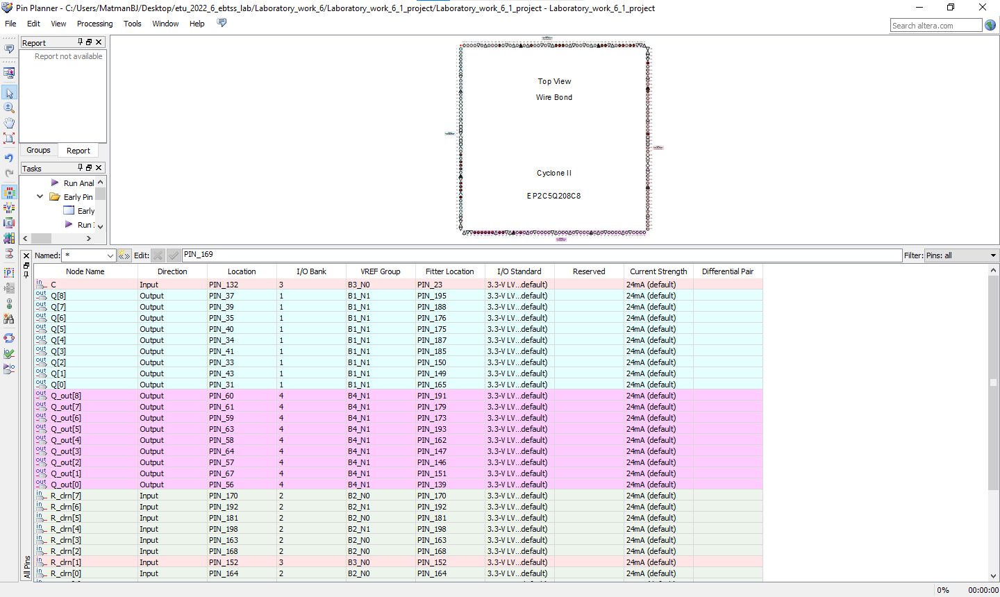 Pin Planner - C:/Users/MatmanBJ/Desktop/etu_2022_6_ebtss_lab/Laboratory_work_6/Laboratory_work_6_1_project/Laboratory_work_6_1_project - Laboratory_work_6_1_project
File Edit View Processing Tools Window Help
Search altera.com
Report
Report not available
Groups Report
Tasks
Run Anal
Early Pin
Early
Run I
Top View
Wire Bond
Cyclone II
EP2C5Q208C8
Named: * Edit: PIN_169 Filter: Pins: all
Node Name Direction Location I/O Bank VREF Group Fitter Location I/O Standard Reserved Current Strength Differential Pair
in C Input PIN_132 3 B3_N0 PIN_23 3.3-V LV...default) 24mA (default)
out Q[8] Output PIN_37 1 B1_N1 PIN_195 3.3-V LV...default) 24mA (default)
out Q[7] Output PIN_39 1 B1_N1 PIN_188 3.3-V LV...default) 24mA (default)
out Q[6] Output PIN_35 1 B1_N1 PIN_176 3.3-V LV...default) 24mA (default)
out Q[5] Output PIN_40 1 B1_N1 PIN_175 3.3-V LV...default) 24mA (default)
out Q[4] Output PIN_34 1 B1_N1 PIN_187 3.3-V LV...default) 24mA (default)
out Q[3] Output PIN_41 1 B1_N1 PIN_185 3.3-V LV...default) 24mA (default)
out Q[2] Output PIN_33 1 B1_N1 PIN_150 3.3-V LV...default) 24mA (default)
out Q[1] Output PIN_43 1 B1_N1 PIN_149 3.3-V LV...default) 24mA (default)
out Q[0] Output PIN_31 1 B1_N1 PIN_165 3.3-V LV...default) 24mA (default)
out Q_out[8] Output PIN_60 4 B4_N1 PIN_191 3.3-V LV...default) 24mA (default)
out Q_out[7] Output PIN_61 4 B4_N1 PIN_179 3.3-V LV...default) 24mA (default)
out Q_out[6] Output PIN_59 4 B4_N1 PIN_173 3.3-V LV...default) 24mA (default)
out Q_out[5] Output PIN_63 4 B4_N1 PIN_193 3.3-V LV...default) 24mA (default)
out Q_out[4] Output PIN_58 4 B4_N1 PIN_162 3.3-V LV...default) 24mA (default)
out Q_out[3] Output PIN_64 4 B4_N1 PIN_147 3.3-V LV...default) 24mA (default)
out Q_out[2] Output PIN_57 4 B4_N1 PIN_146 3.3-V LV...default) 24mA (default)
out Q_out[1] Output PIN_67 4 B4_N1 PIN_151 3.3-V LV...default) 24mA (default)
out Q_out[0] Output PIN_56 4 B4_N1 PIN_139 3.3-V LV...default) 24mA (default)
in R_clrn[7] Input PIN_170 2 B2_N0 PIN_170 3.3-V LV...default) 24mA (default)
in R_clrn[6] Input PIN_192 2 B2_N1 PIN_192 3.3-V LV...default) 24mA (default)
in R_clrn[5] Input PIN_181 2 B2_N0 PIN_181 3.3-V LV...default) 24mA (default)
in R_clrn[4] Input PIN_198 2 B2_N1 PIN_198 3.3-V LV...default) 24mA (default)
in R_clrn[3] Input PIN_163 2 B2_N0 PIN_163 3.3-V LV...default) 24mA (default)
in R_clrn[2] Input PIN_168 2 B2_N0 PIN_168 3.3-V LV...default) 24mA (default)
in R_clrn[1] Input PIN_152 3 B3_N0 PIN_152 3.3-V LV...default) 24mA (default)
in R_clrn[0] Input PIN_164 2 B2_N0 PIN_164 3.3-V LV...default) 24mA (default)
All Pins
0% 00:00:00